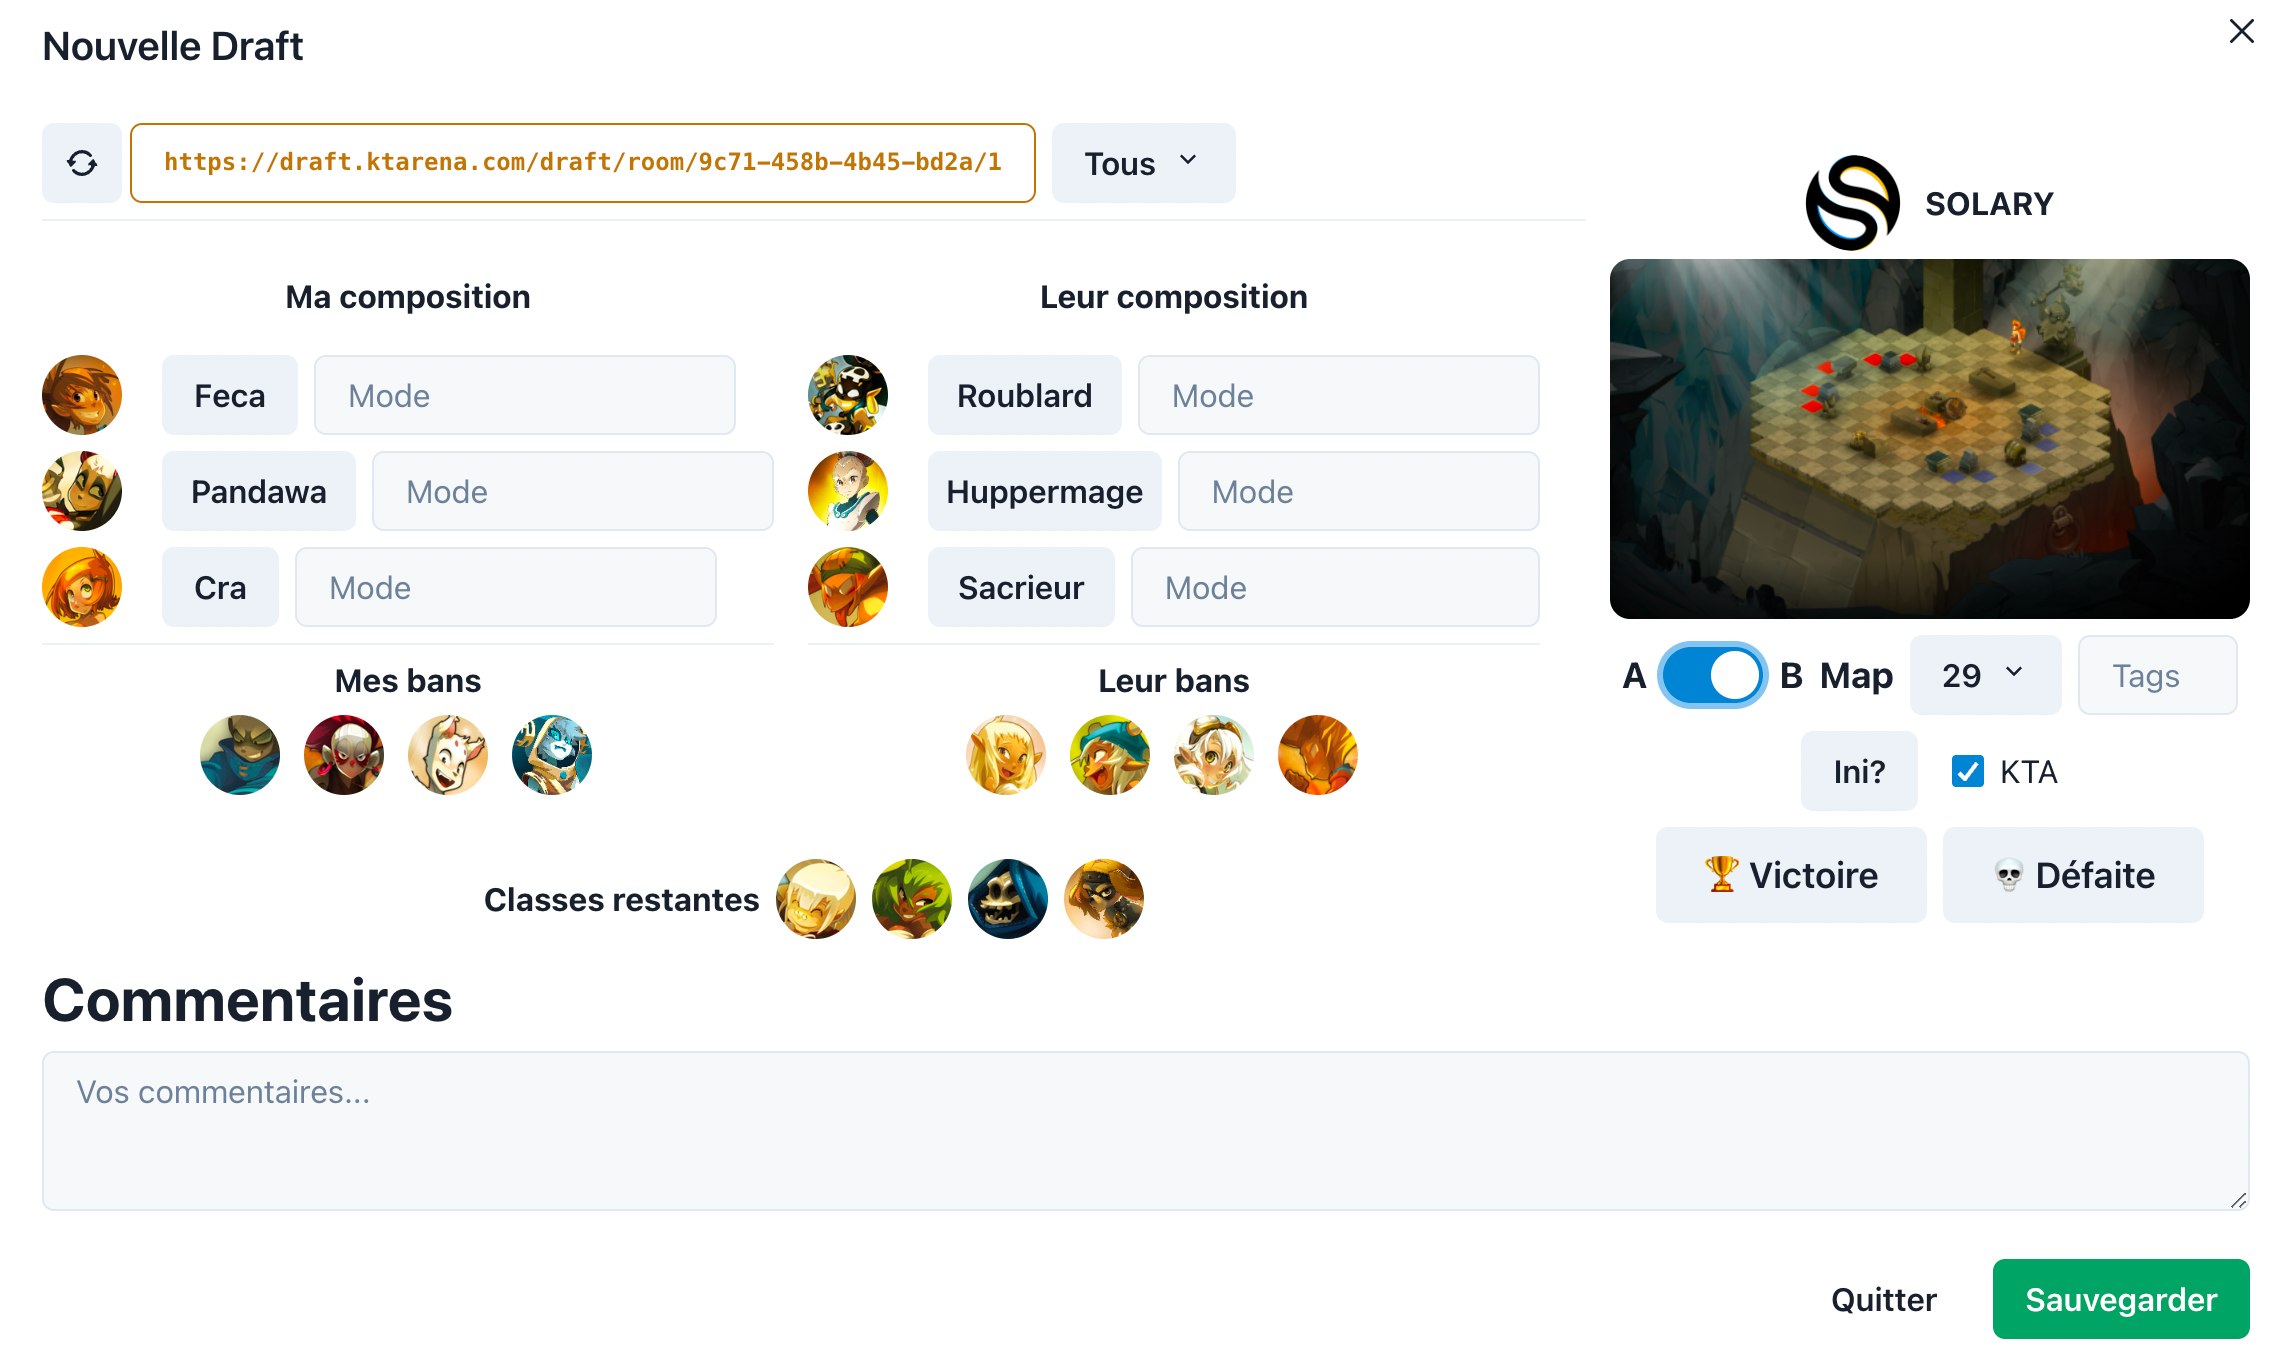 Nouvelle Draft
https://draft.ktarena.com/draft/room/9c71-458b-4b45-bd2a/1
Tous
SOLARY
Ma composition
Feca
Mode
Pandawa
Mode
Cra
Mode
Leur composition
Roublard
Mode
Huppermage
Mode
Sacrieur
Mode
Mes bans
Leur bans
Classes restantes
A B Map 29 Tags
Ini? KTA
Victoire Défaite
Commentaires
Vos commentaires...
Quitter Sauvegarder